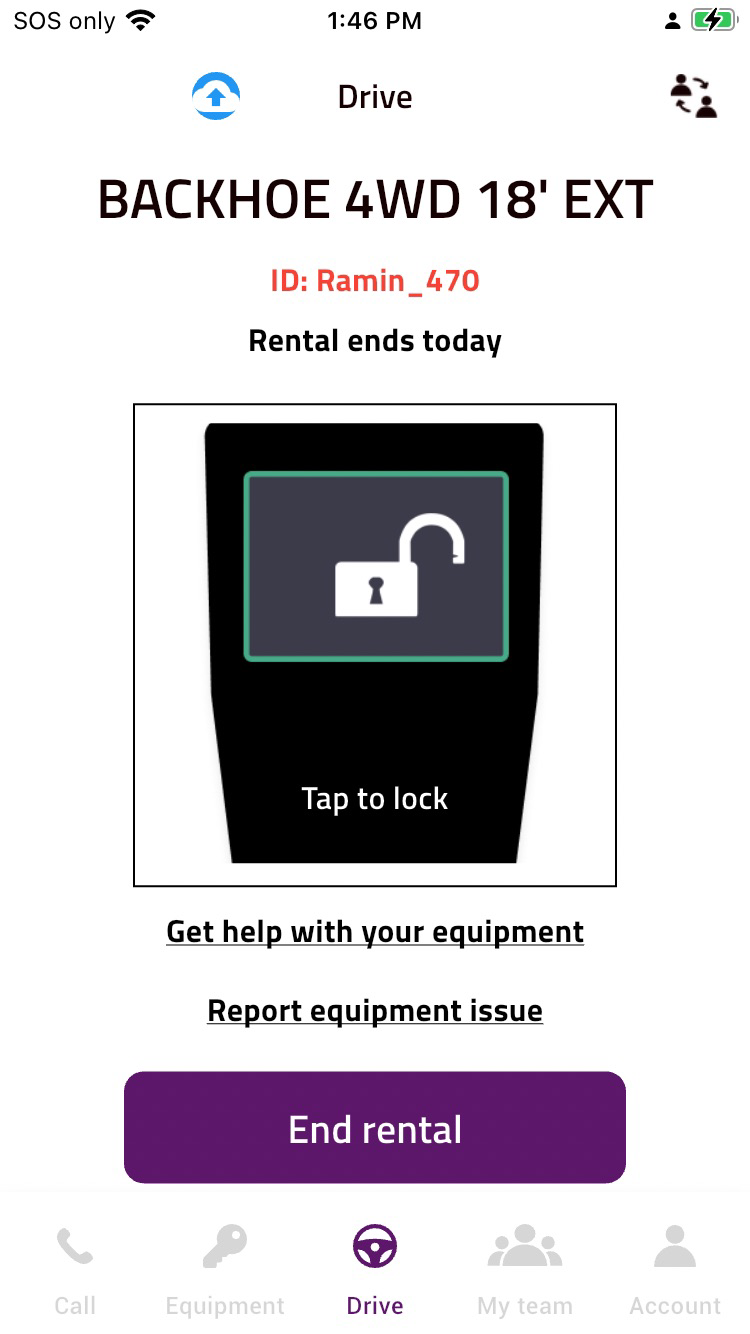 SOS only
1:46 PM
Drive
BACKHOE 4WD 18' EXT
ID: Ramin_470
Rental ends today
Tap to lock
Get help with your equipment
Report equipment issue
End rental
Call
Equipment
Drive
My team
Account